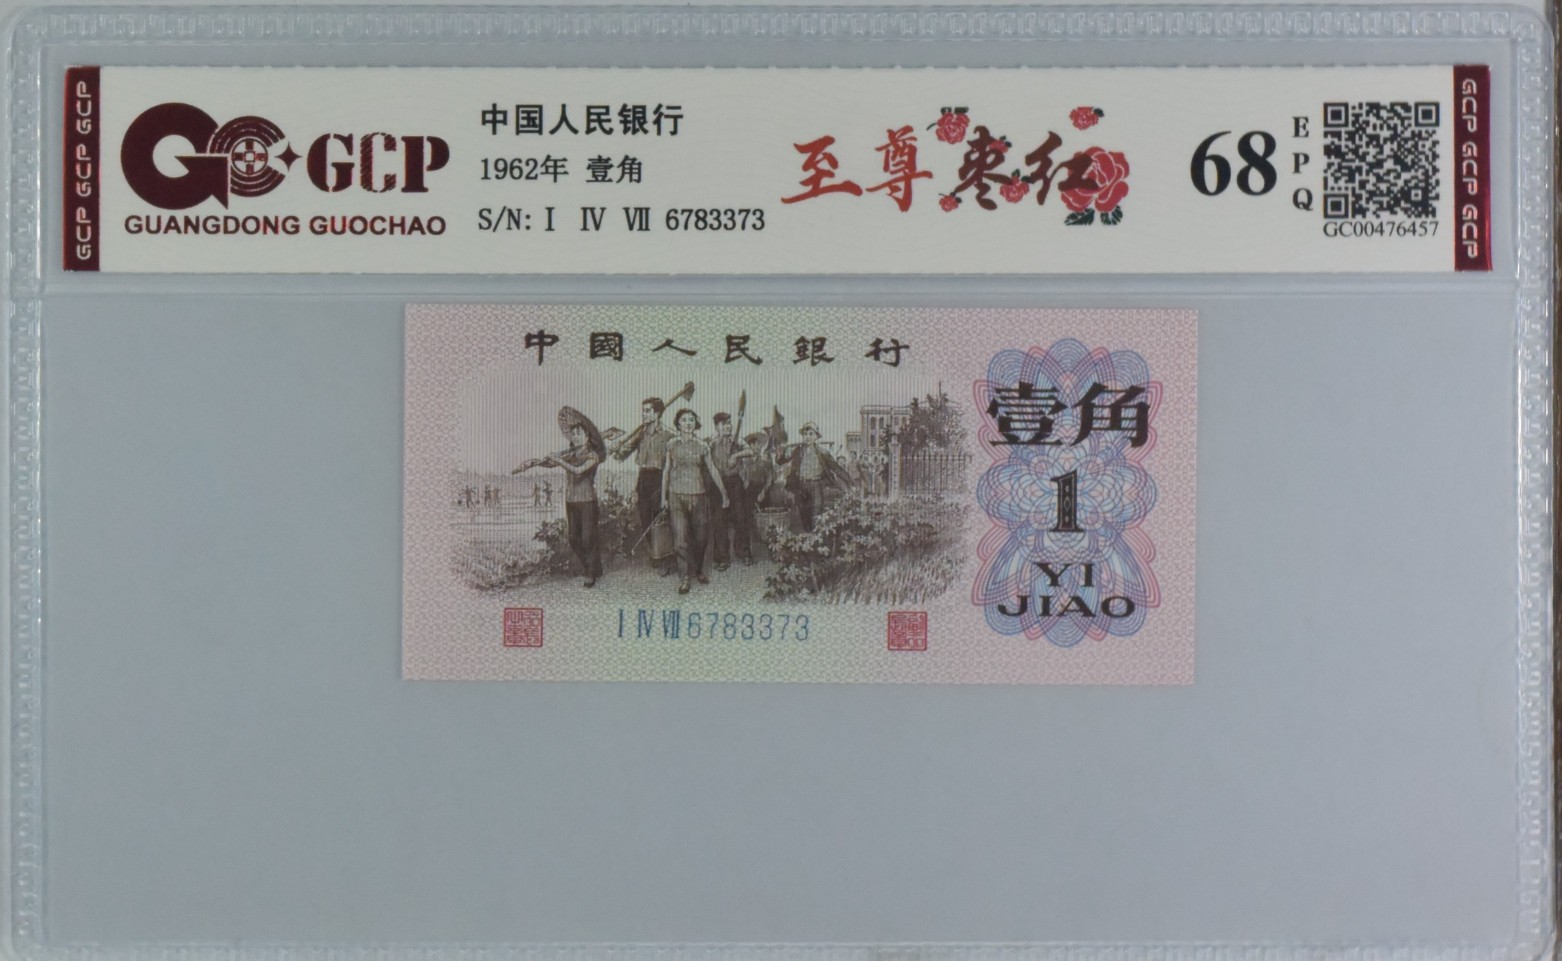 GCP GCP GCP
GCP
GUANGDONG GUOCHAO
中国人民银行
1962年 壹角
S/N: I IV VII 6783373
至尊枣红
68
EPQ
GC00476457
GCP GCP GCP
中國人民銀行
壹角
1
YI
JIAO
I IV VII 6783373